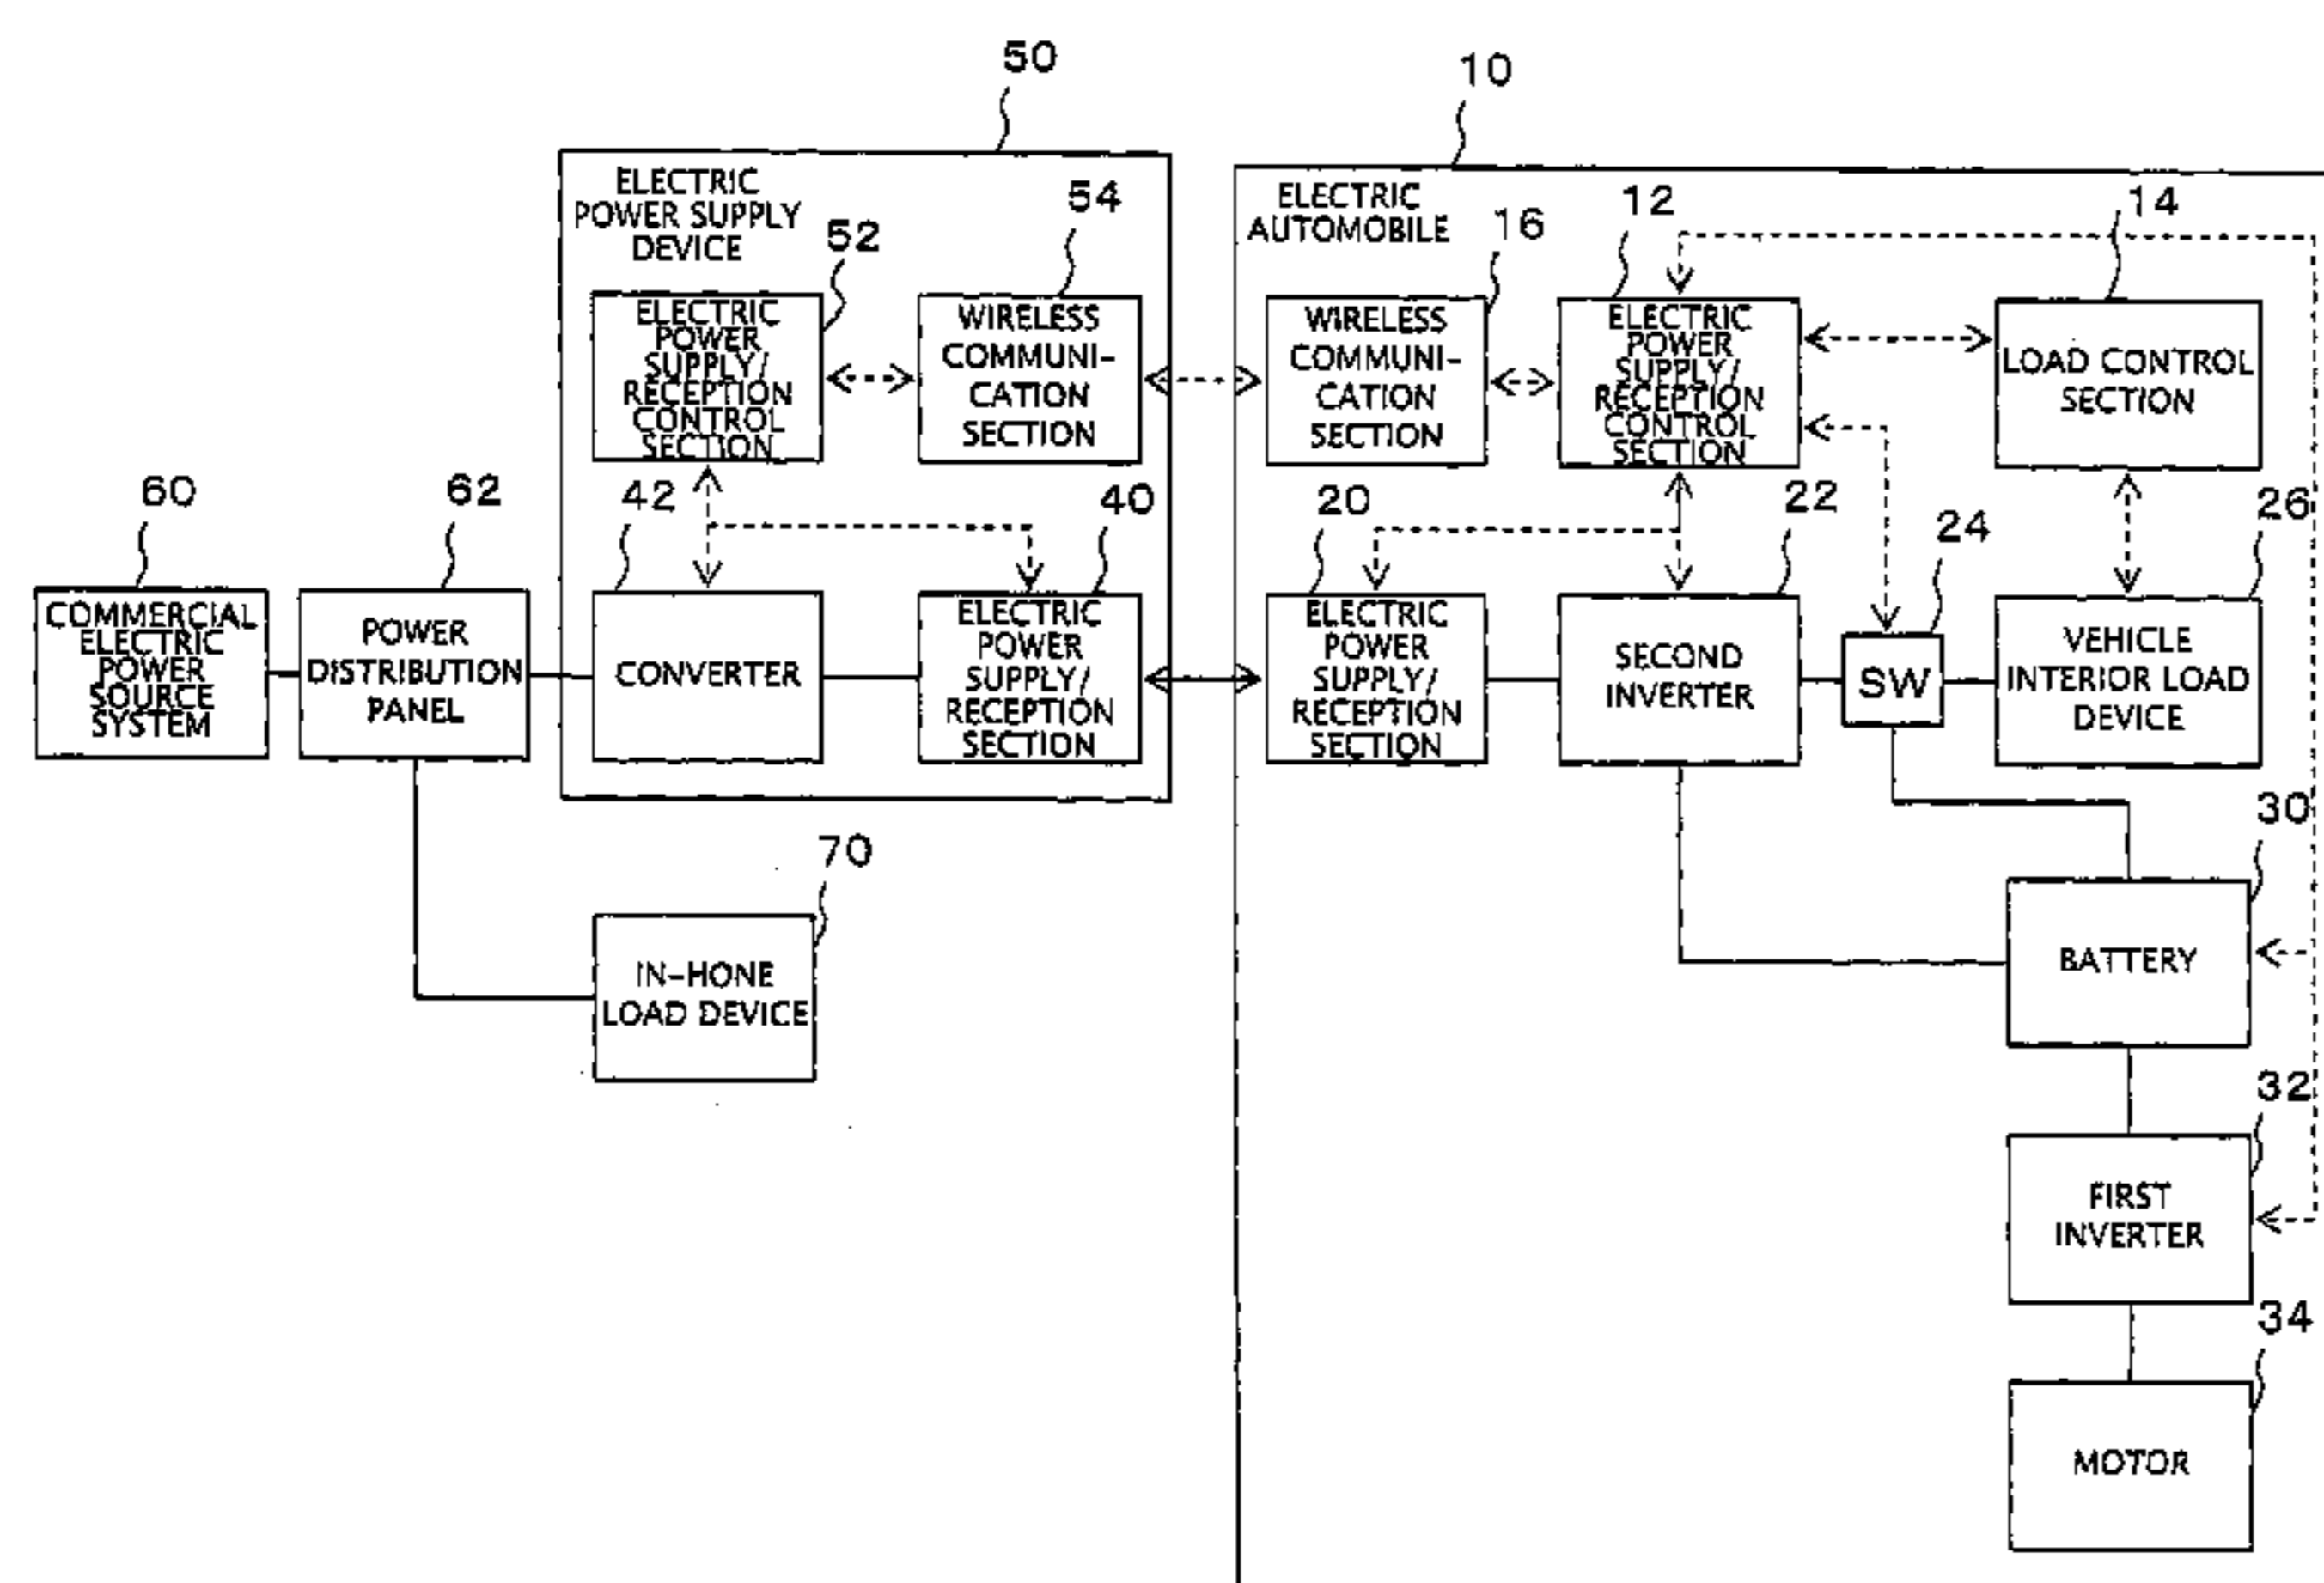 50
10
ELECTRIC
POWER SUPPLY
DEVICE
52
54
ELECTRIC
AUTOMOBILE
16
12
14
ELECTRIC
POWER
SUPPLY/
RECEPTION
CONTROL
SECTION
WIRELESS
COMMUNI-
CATION
SECTION
WIRELESS
COMMUNI-
CATION
SECTION
ELECTRIC
POWER
SUPPLY/
RECEPTION
CONTROL
SECTION
LOAD CONTROL
SECTION
60
62
42
40
20
22
24
26
COMMERCIAL
ELECTRIC
POWER
SOURCE
SYSTEM
POWER
DISTRIBUTION
PANEL
CONVERTER
ELECTRIC
POWER
SUPPLY/
RECEPTION
SECTION
ELECTRIC
POWER
SUPPLY/
RECEPTION
SECTION
SECOND
INVERTER
SW
VEHICLE
INTERIOR LOAD
DEVICE
70
IN-HONE
LOAD DEVICE
30
BATTERY
32
FIRST
INVERTER
34
MOTOR